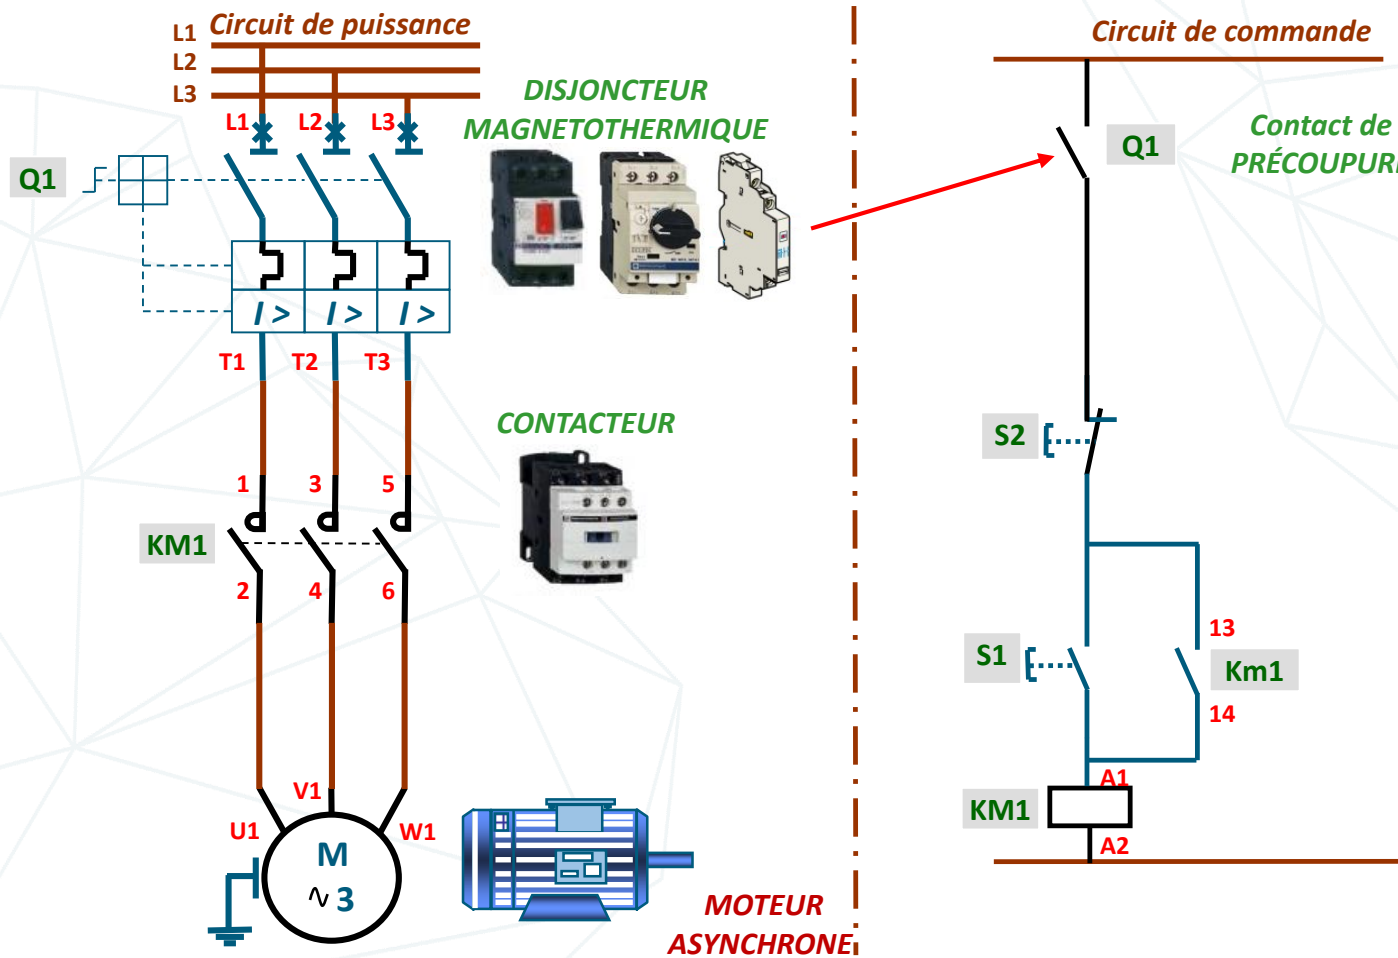 Circuit de puissance
L1
L2
L3
L1
L2
L3
Q1
I >
I >
I >
T1
T2
T3
DISJONCTEUR
MAGNETOTHERMIQUE
CONTACTEUR
1
3
5
KM1
2
4
6
V1
U1
W1
M
∿ 3
MOTEUR
ASYNCHRONE
Circuit de commande
Q1
Contact de
PRÉCOUPUR
S2
S1
13
Km1
14
A1
KM1
A2